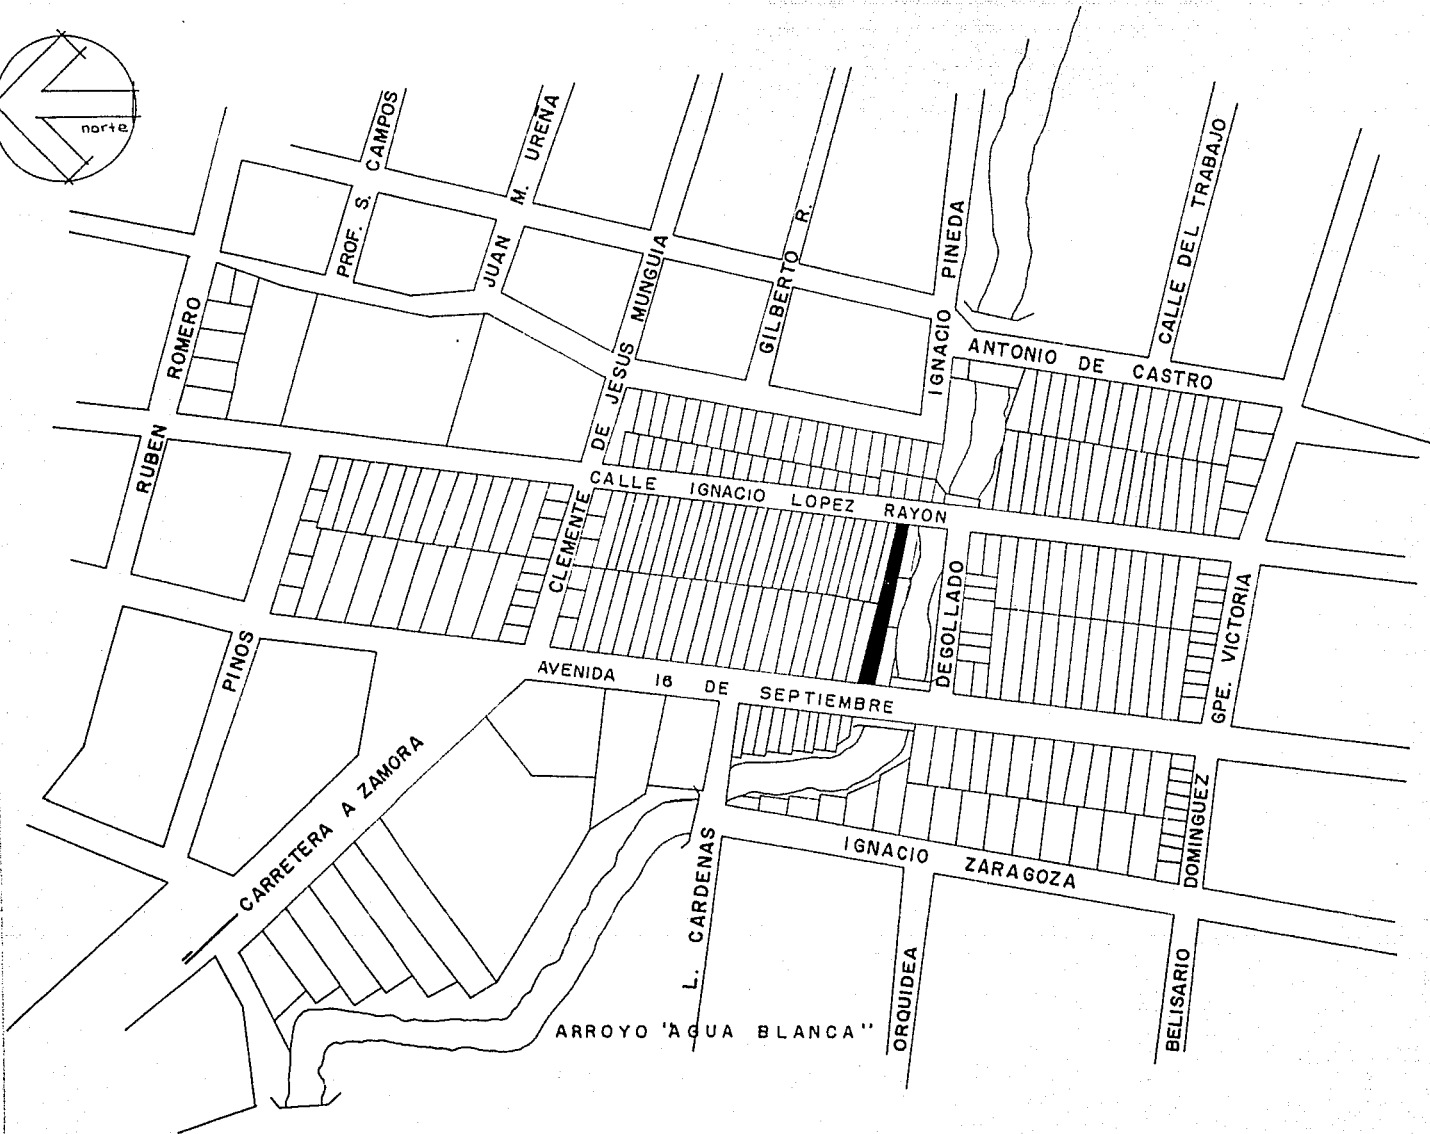 norte
PROF. S. CAMPOS
JUAN M. UREÑA
CLEMENTE DE JESUS MUNGUIA
GILBERTO R.
IGNACIO PINEDA
CALLE DEL TRABAJO
RUBEN ROMERO
ANTONIO DE CASTRO
CALLE IGNACIO LOPEZ RAYON
DEGOLLADO
GPE. VICTORIA
PINOS
AVENIDA 16 DE SEPTIEMBRE
CARRETERA A ZAMORA
L. CARDENAS
IGNACIO ZARAGOZA
ORQUIDEA
BELISARIO DOMINGUEZ
ARROYO "AGUA BLANCA"